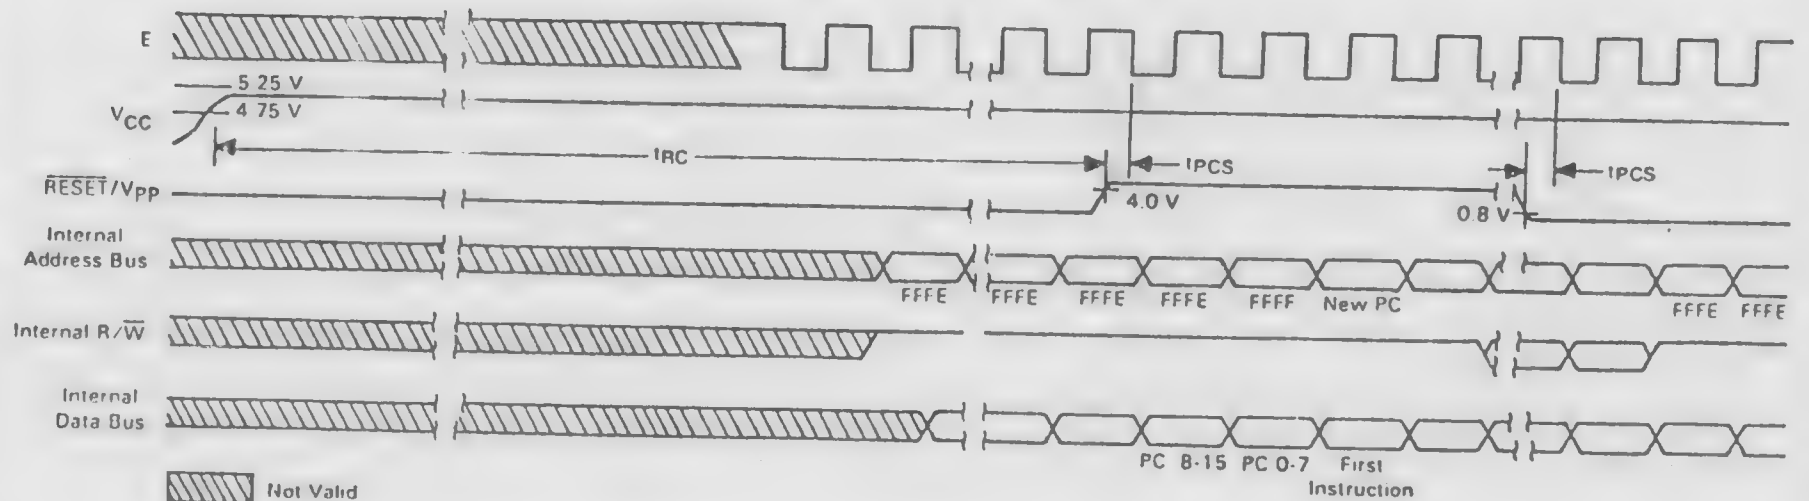 E
5 25 V
VCC
4 75 V
tRC
tPCS
tPCS
RESET/VPP
4.0 V
0.8 V
Internal
Address Bus
FFFE FFFE FFFE FFFE FFFF New PC FFFE FFFE
Internal R/W
Internal
Data Bus
PC 8-15 PC 0-7 First
Instruction
Not Valid